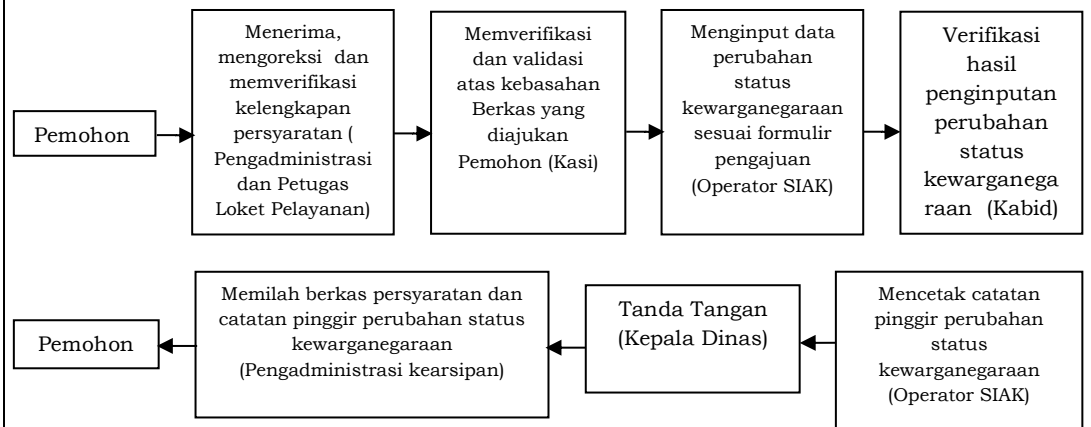 Pemohon
Menerima,
mengoreksi dan
memverifikasi
kelengkapan
persyaratan (
Pengadministrasi
dan Petugas
Loket Pelayanan)
Memverifikasi
dan validasi
atas kebasahan
Berkas yang
diajukan
Pemohon (Kasi)
Menginput data
perubahan
status
kewarganegaraan
sesuai formulir
pengajuan
(Operator SIAK)
Verifikasi
hasil
penginputan
perubahan
status
kewarganega
raan (Kabid)
Pemohon
Memilah berkas persyaratan dan
catatan pinggir perubahan status
kewarganegaraan
(Pengadministrasi kearsipan)
Tanda Tangan
(Kepala Dinas)
Mencetak catatan
pinggir perubahan
status
kewarganegaraan
(Operator SIAK)